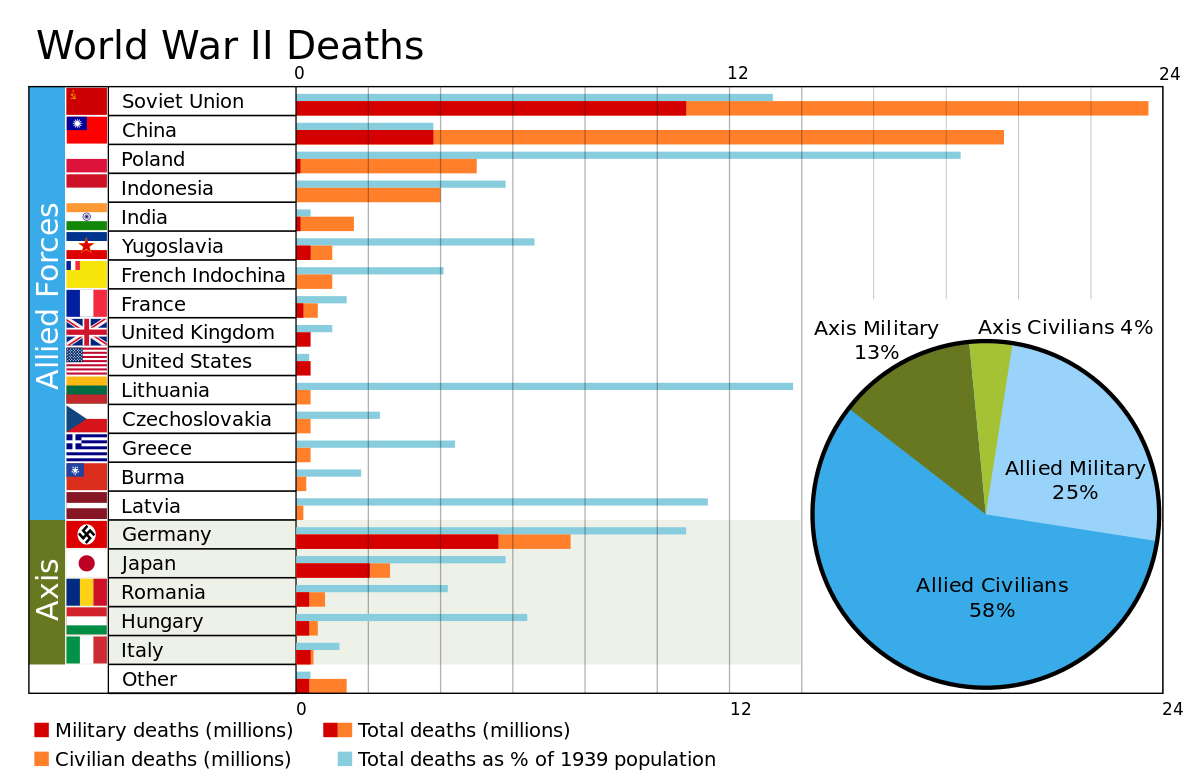 World War II Deaths
0 12 24
Allied Forces
Soviet Union
China
Poland
Indonesia
India
Yugoslavia
French Indochina
France
United Kingdom
United States
Lithuania
Czechoslovakia
Greece
Burma
Latvia
Axis
Germany
Japan
Romania
Hungary
Italy
Other
Axis Military
13%
Axis Civilians 4%
Allied Military
25%
Allied Civilians
58%
0 12 24
Military deaths (millions)
Total deaths (millions)
Civilian deaths (millions)
Total deaths as % of 1939 population